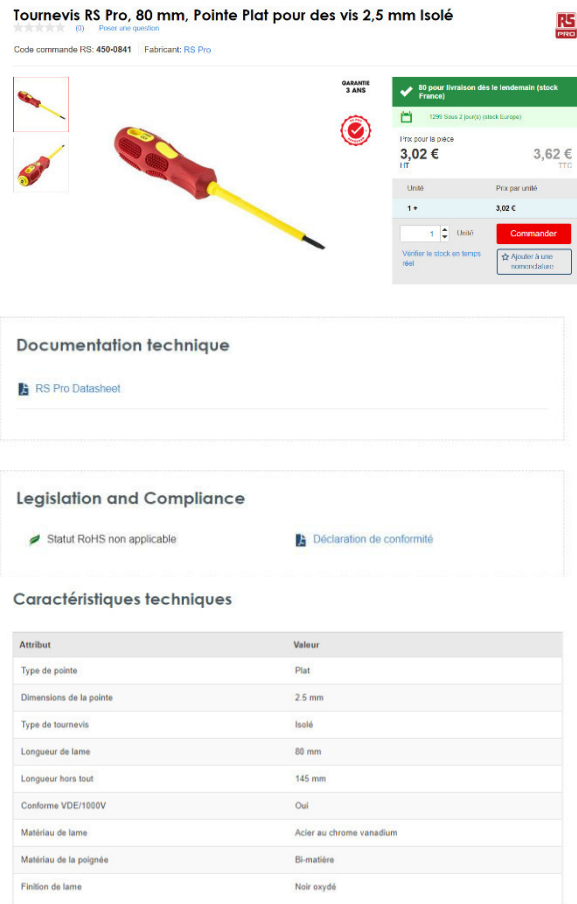 Tournevis RS Pro, 80 mm, Pointe Plat pour des vis 2,5 mm Isolé
RS
PRO
(0) Poser une question
Code commande RS: 450-0841 Fabricant: RS Pro
GARANTIE
3 ANS
80 pour livraison dès le lendemain (stock
France)
1299 Sous 2 jour(s) (stock Europe)
Prix pour la pièce
3,02 € 3,62 €
HT TTC
Unité Prix par unité
1 + 3,02 €
1 Unité Commander
Vérifier le stock en temps
réel
Ajouter à une
nomenclature
Documentation technique
RS Pro Datasheet
Legislation and Compliance
Statut RoHS non applicable Déclaration de conformité
Caractéristiques techniques
Attribut Valeur
Type de pointe Plat
Dimensions de la pointe 2.5 mm
Type de tournevis Isolé
Longueur de lame 80 mm
Longueur hors tout 145 mm
Conforme VDE/1000V Oui
Matériau de lame Acier au chrome vanadium
Matériau de la poignée Bi-matière
Finition de lame Noir oxydé